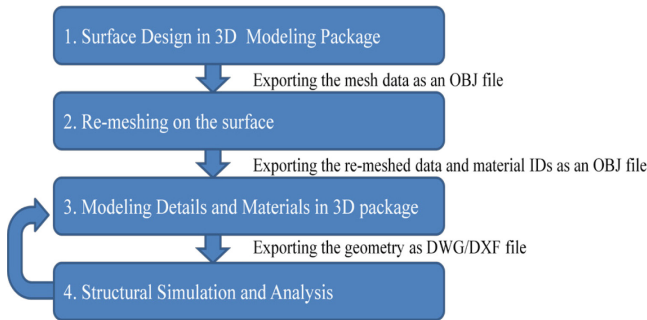 1. Surface Design in 3D Modeling Package
Exporting the mesh data as an OBJ file
2. Re-meshing on the surface
Exporting the re-meshed data and material IDs as an OBJ file
3. Modeling Details and Materials in 3D package
Exporting the geometry as DWG/DXF file
4. Structural Simulation and Analysis